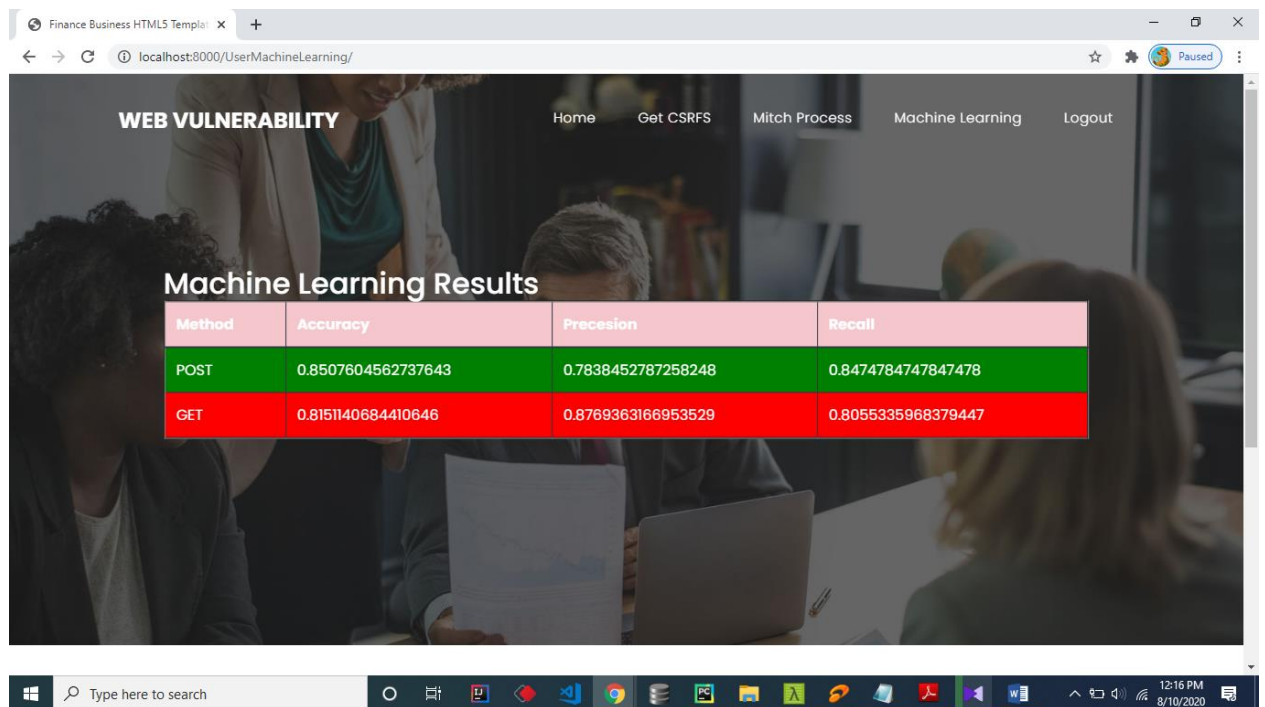 Finance Business HTML5 Templat
localhost:8000/UserMachineLearning/
Paused
WEB VULNERABILITY Home Get CSRFS Mitch Process Machine Learning Logout
Machine Learning Results
Method Accuracy Precesion Recall
POST 0.8507604562737643 0.7838452787258248 0.8474784747847478
GET 0.8151140684410646 0.8769363166953529 0.8055335968379447
Type here to search
12:16 PM
8/10/2020